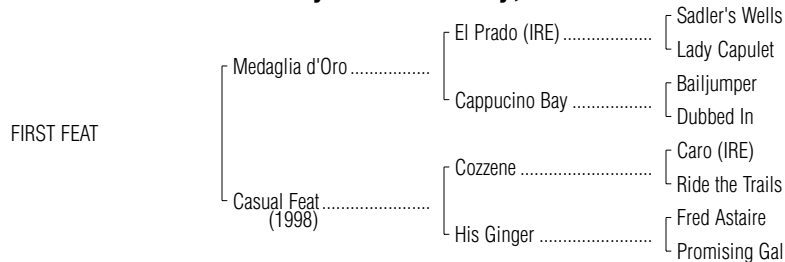 Sadler's Wells
El Prado (IRE) ..................
Lady Capulet
Medaglia d'Oro .................
Bailjumper
Cappucino Bay ................
Dubbed In
FIRST FEAT
Caro (IRE)
Cozzene ..........................
Ride the Trails
Casual Feat ......................
(1998)
Fred Astaire
His Ginger .......................
Promising Gal